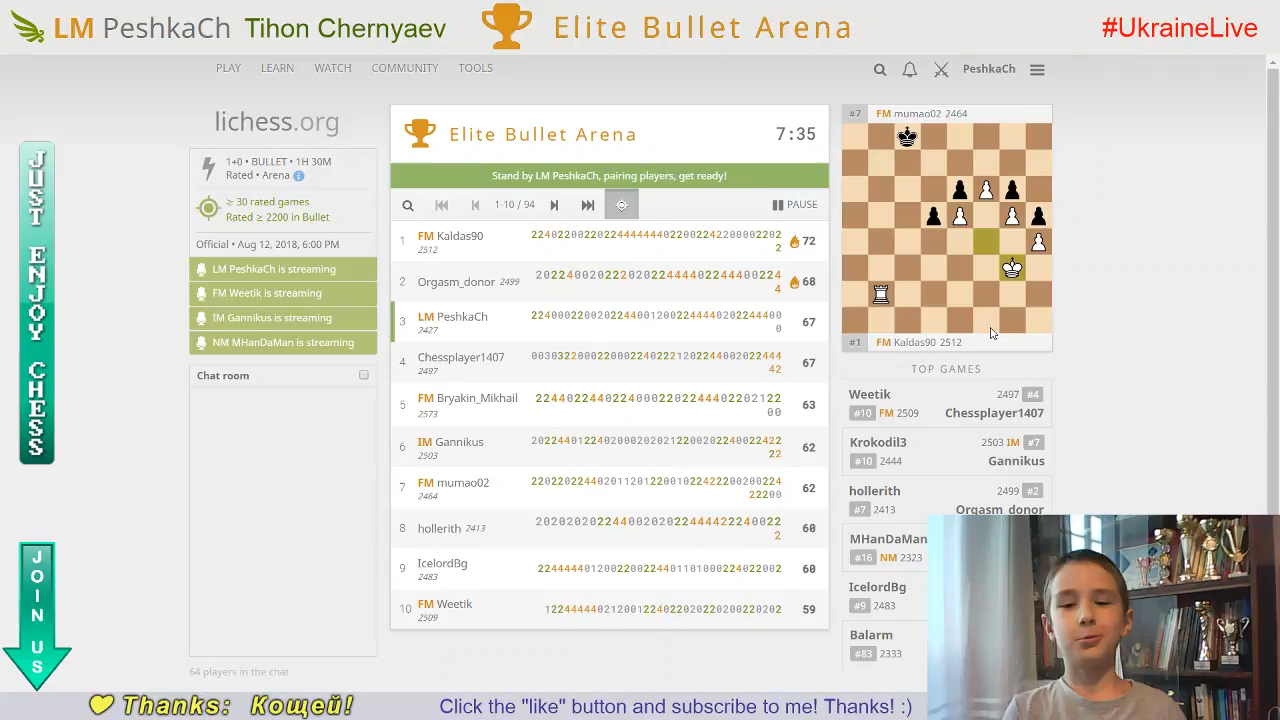 LM PeshkaCh Tihon Chernyaev
Elite Bullet Arena
#UkraineLive
PLAY LEARN WATCH COMMUNITY TOOLS
PeshkaCh
lichess.org
1+0 • BULLET • 1H 30M
Rated • Arena
≥ 30 rated games
Rated ≥ 2200 in Bullet
Official • Aug 12, 2018, 6:00 PM
LM PeshkaCh is streaming
FM Weetik is streaming
IM Gannikus is streaming
NM MHanDaMan is streaming
Chat room
64 players in the chat
JUST ENJOY CHESS
JOIN US
Elite Bullet Arena 7:35
Stand by LM PeshkaCh, pairing players, get ready!
1-10 / 94 PAUSE
1 FM Kaldas90 72
2512
2 Orgasm_donor 2499 68
3 LM PeshkaCh 67
2427
4 Chessplayer1407 67
2497
5 FM Bryakin_Mikhail 63
2573
6 IM Gannikus 62
2503
7 FM mumao02 62
2464
8 hollerith 2413 60
9 IcelordBg 60
2483
10 FM Weetik 59
2509
#7 FM mumao02 2464
#1 FM Kaldas90 2512
TOP GAMES
Weetik 2497 #4
#10 FM 2509 Chessplayer1407
Krokodil3 2503 IM #7
#10 2444 Gannikus
hollerith 2499 #2
#7 2413 Orgasm_donor
MHanDaMan
#16 NM 2323
IcelordBg
#9 2483
Balarm
#83 2333
Thanks: Кощей!
Click the "like" button and subscribe to me! Thanks! :)